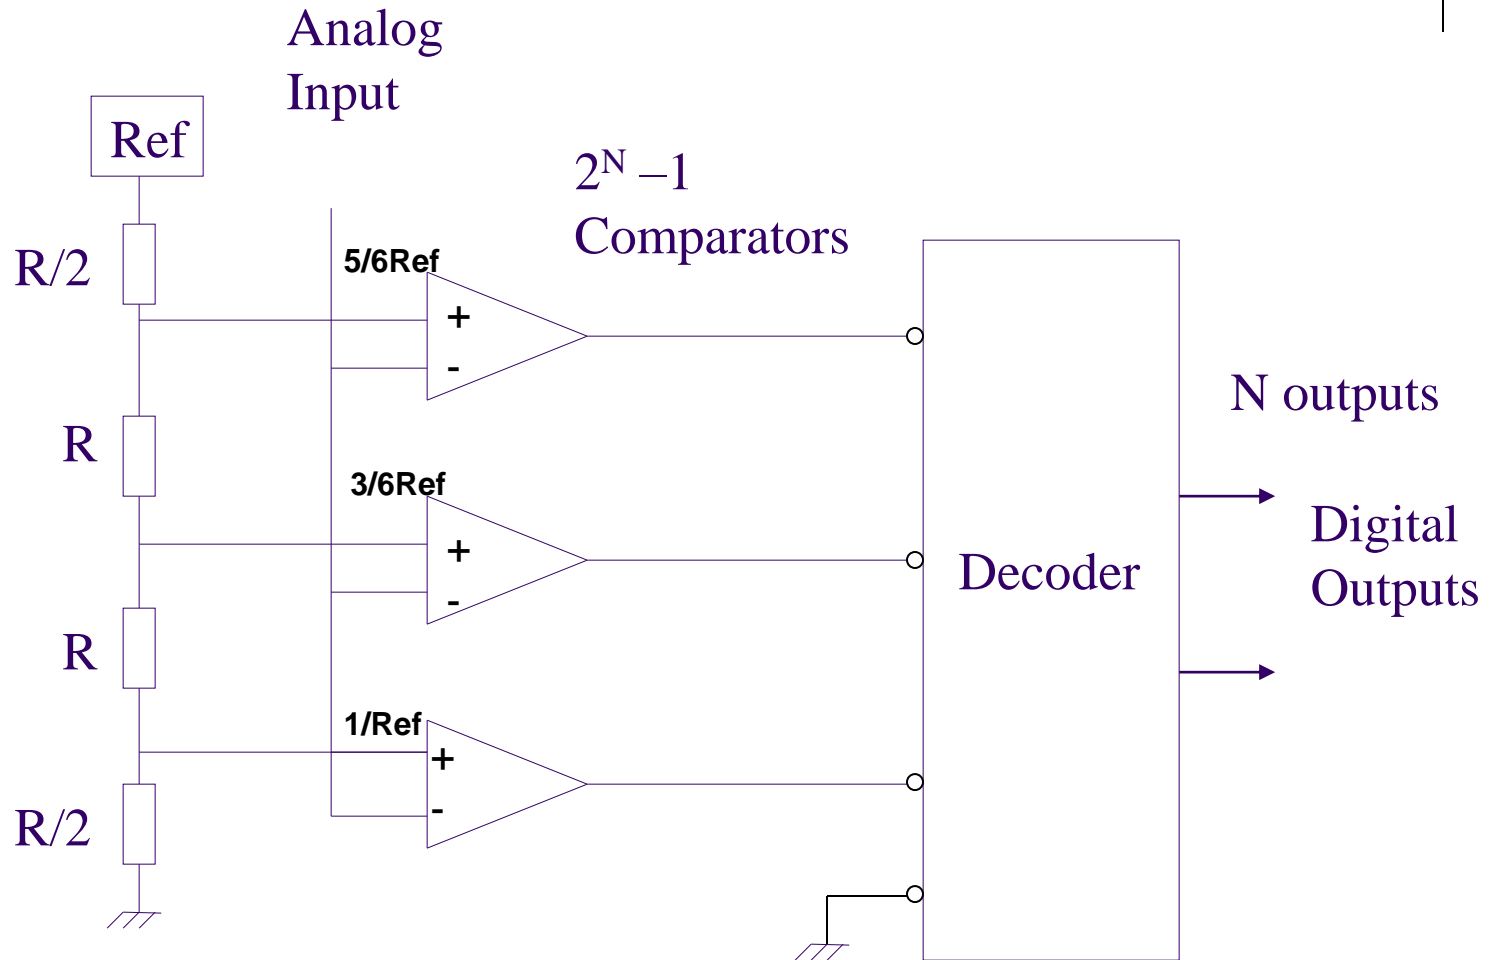 Analog
Input
Ref
2ᴺ –1
Comparators
R/2
5/6Ref
+
-
N outputs
R
3/6Ref
+
-
Decoder
Digital
Outputs
R
1/Ref
+
-
R/2